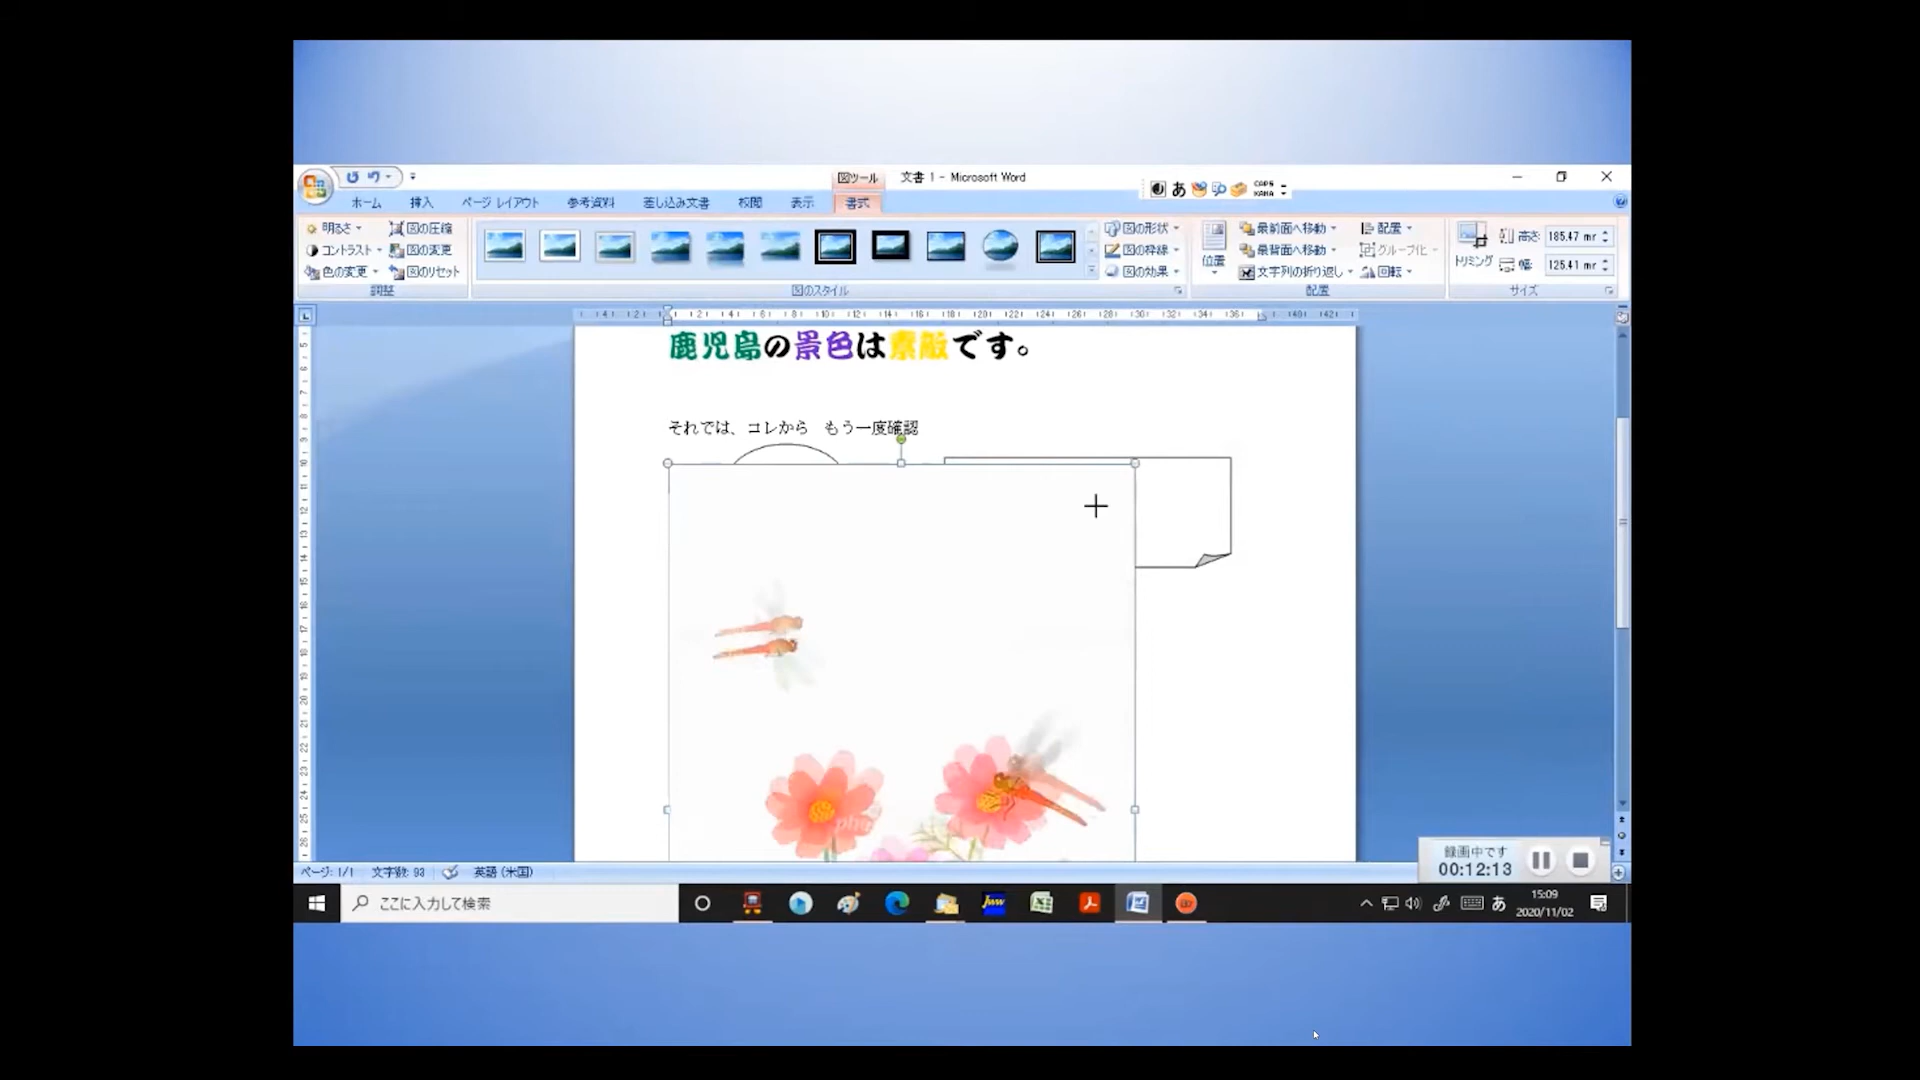 図ツール 文書 1 - Microsoft Word
あ CAPS KANA
ホーム 挿入 ページ レイアウト 参考資料 差し込み文書 校閲 表示 書式
明るさ 図の圧縮 図の形状 最前面へ移動 配置 高さ: 185.47 mr
コントラスト 図の変更 図の枠線 位置 最背面へ移動 グループ化 トリミング
色の変更 図のリセット 図の効果 文字列の折り返し 回転 幅: 125.41 mr
調整 図のスタイル 配置 サイズ
鹿児島の景色は素敵です。
それでは、コレから もう一度確認
録画中です
00:12:13
ページ: 1/1 文字数: 93 英語 (米国)
ここに入力して検索 Jww あ 15:09
2020/11/02